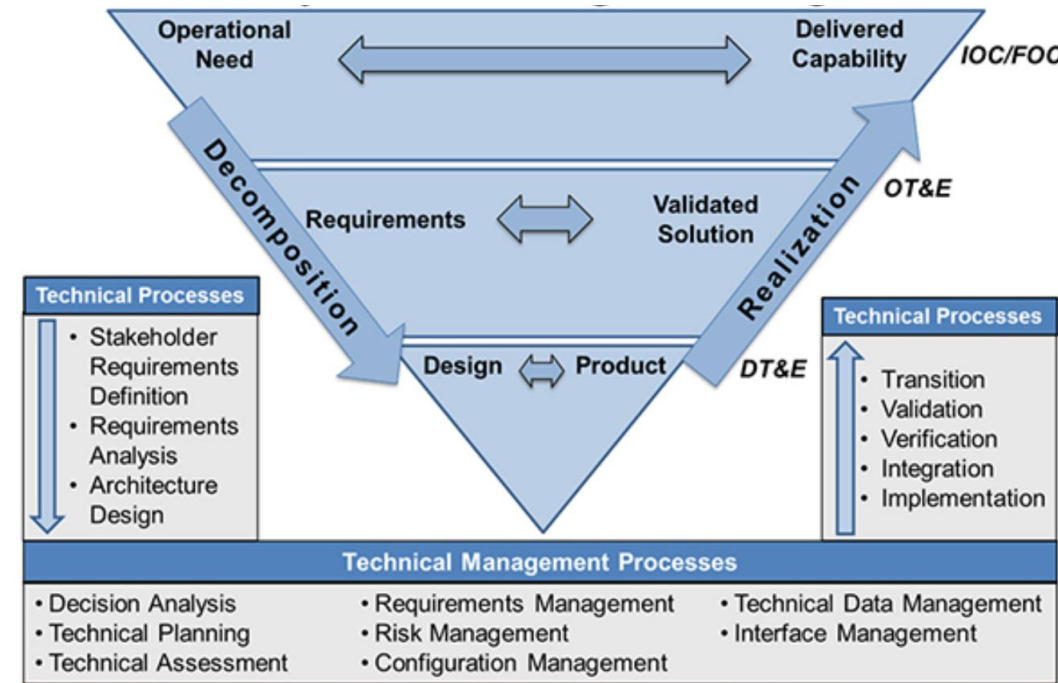 Operational
Need
Delivered
Capability
IOC/FOC
Decomposition
Realization
OT&E
Requirements
Validated
Solution
Design
Product
DT&E
Technical Processes
• Stakeholder
Requirements
Definition
• Requirements
Analysis
• Architecture
Design
Technical Processes
• Transition
• Validation
• Verification
• Integration
• Implementation
Technical Management Processes
• Decision Analysis
• Technical Planning
• Technical Assessment
• Requirements Management
• Risk Management
• Configuration Management
• Technical Data Management
• Interface Management